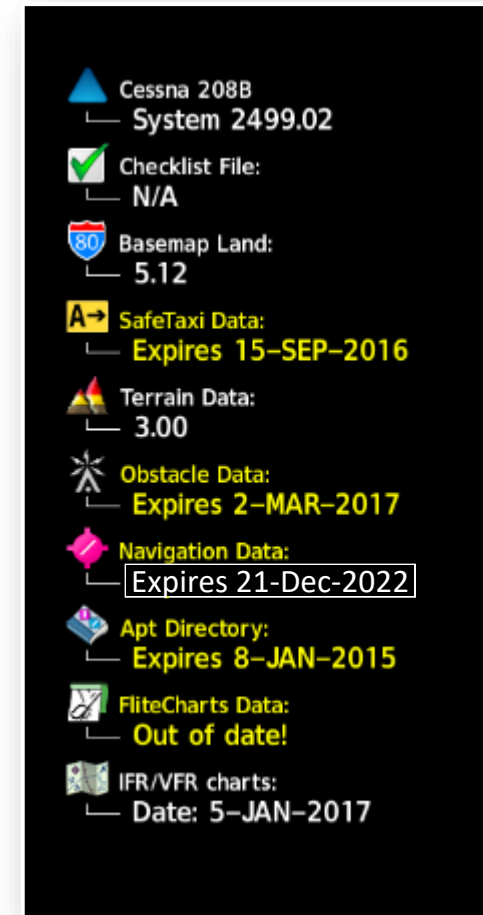 Cessna 208B
System 2499.02
Checklist File:
N/A
80
Basemap Land:
5.12
A→
SafeTaxi Data:
Expires 15–SEP–2016
Terrain Data:
3.00
Obstacle Data:
Expires 2–MAR–2017
Navigation Data:
Expires 21-Dec-2022
Apt Directory:
Expires 8–JAN–2015
FliteCharts Data:
Out of date!
IFR/VFR charts:
Date: 5–JAN–2017